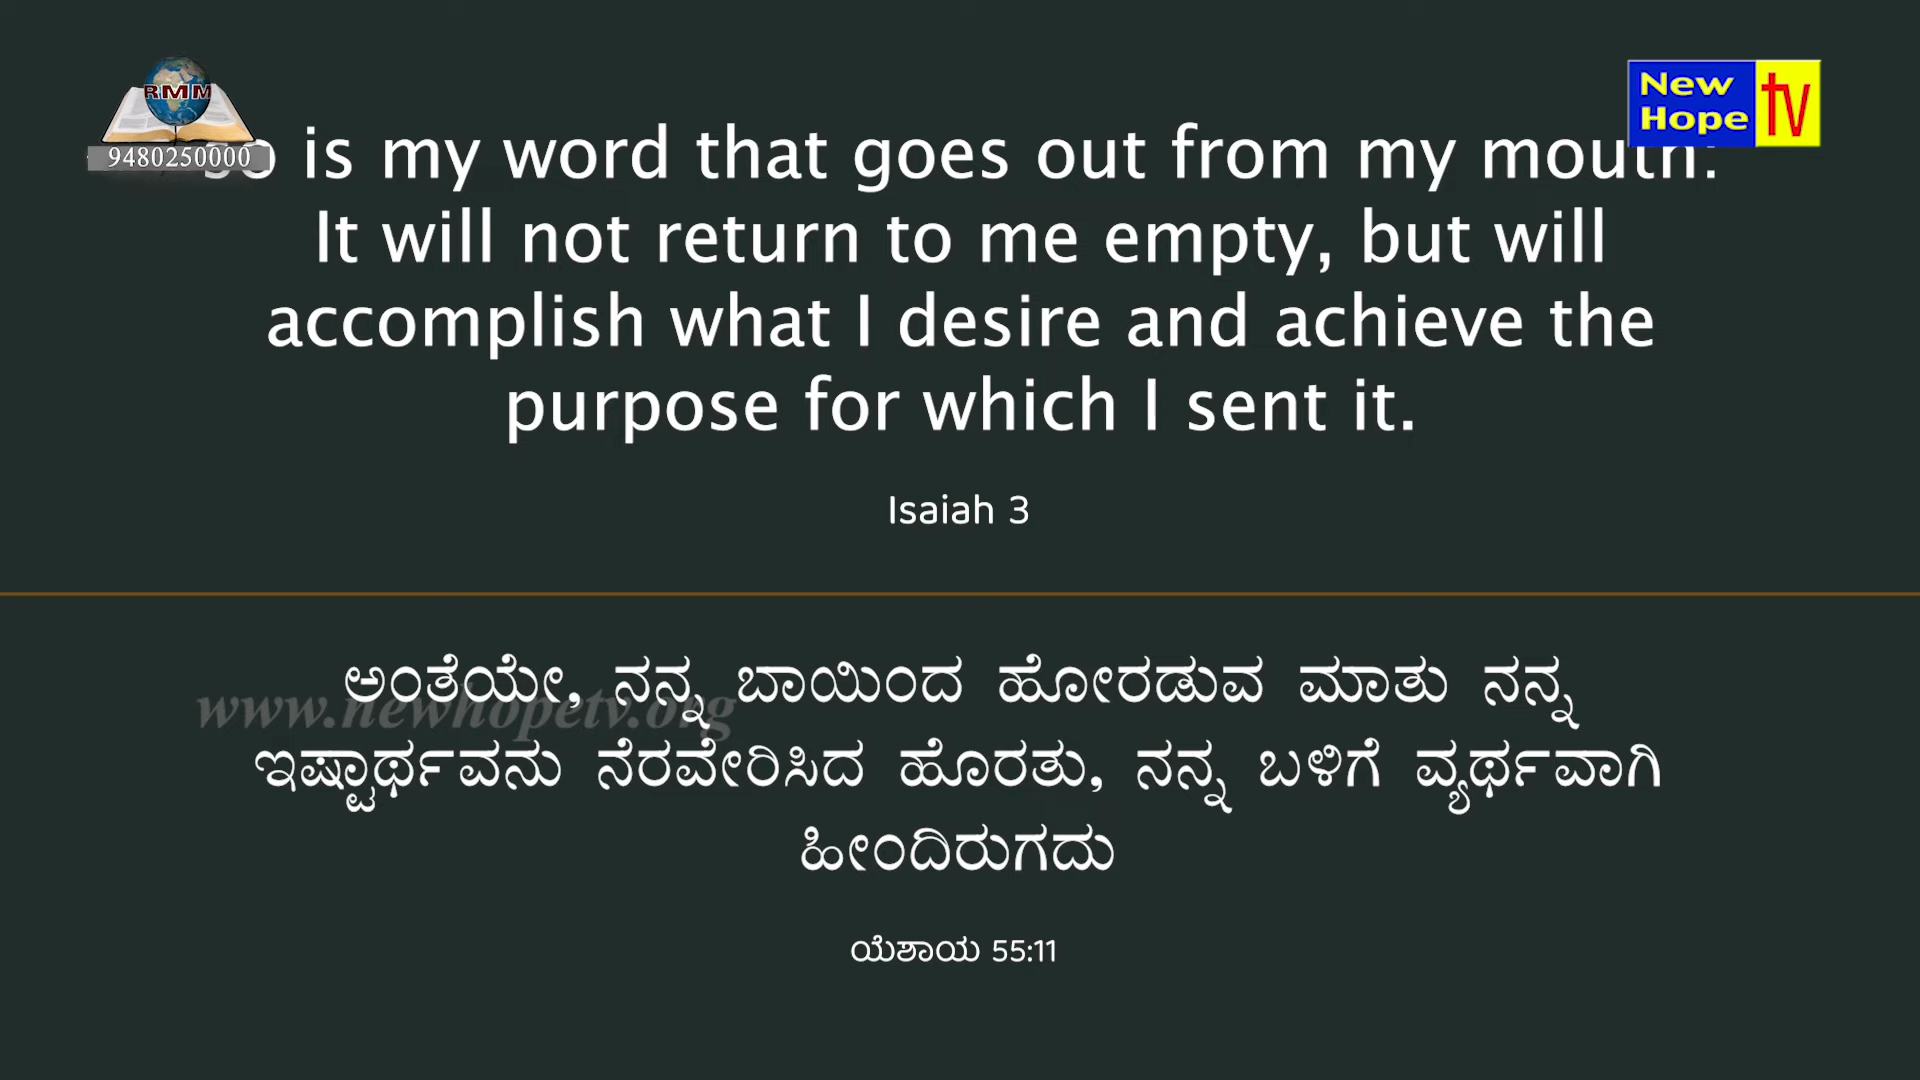 RMM
9480250000
New
Hope
tv
so is my word that goes out from my mouth:
It will not return to me empty, but will
accomplish what I desire and achieve the
purpose for which I sent it.
Isaiah 3
ಅಂತೆಯೇ, ನನ್ನ ಬಾಯಿಂದ ಹೋರಡುವ ಮಾತು ನನ್ನ
www.newhopetv.org
ಇಷ್ಟಾರ್ಥವನು ನೆರವೇರಿಸಿದ ಹೊರತು, ನನ್ನ ಬಳಿಗೆ ವ್ಯರ್ಥವಾಗಿ
ಹೀಂದಿರುಗದು
ಯೆಶಾಯ 55:11